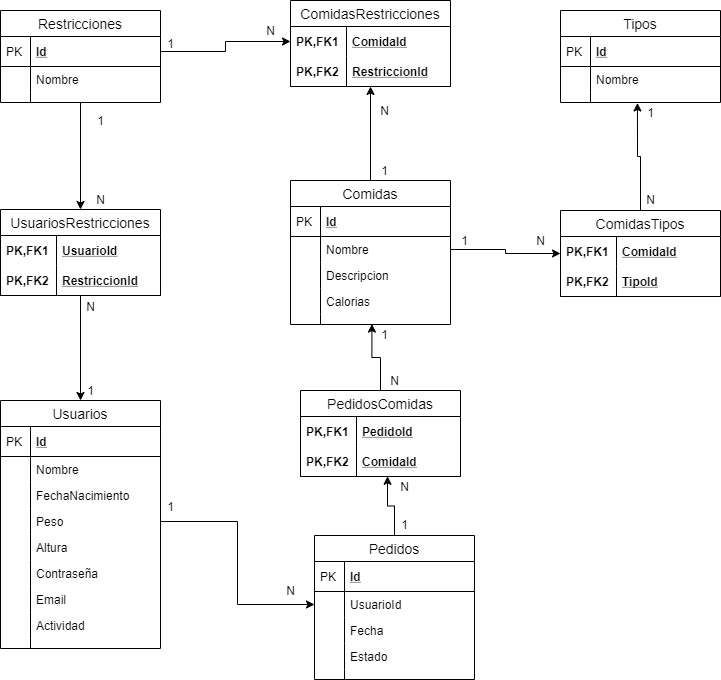 Restricciones
PK Id
Nombre
1
N
ComidasRestricciones
PK,FK1 ComidaId
PK,FK2 RestriccionId
Tipos
PK Id
Nombre
1
N
1
N
N
1
UsuariosRestricciones
PK,FK1 UsuarioId
PK,FK2 RestriccionId
N
1
Comidas
PK Id
Nombre
Descripcion
Calorias
1
N
ComidasTipos
PK,FK1 ComidaId
PK,FK2 TipoId
1
N
PedidosComidas
PK,FK1 PedidoId
PK,FK2 ComidaId
N
1
Usuarios
PK Id
Nombre
FechaNacimiento
Peso
Altura
Contraseña
Email
Actividad
1
N
Pedidos
PK Id
UsuarioId
Fecha
Estado